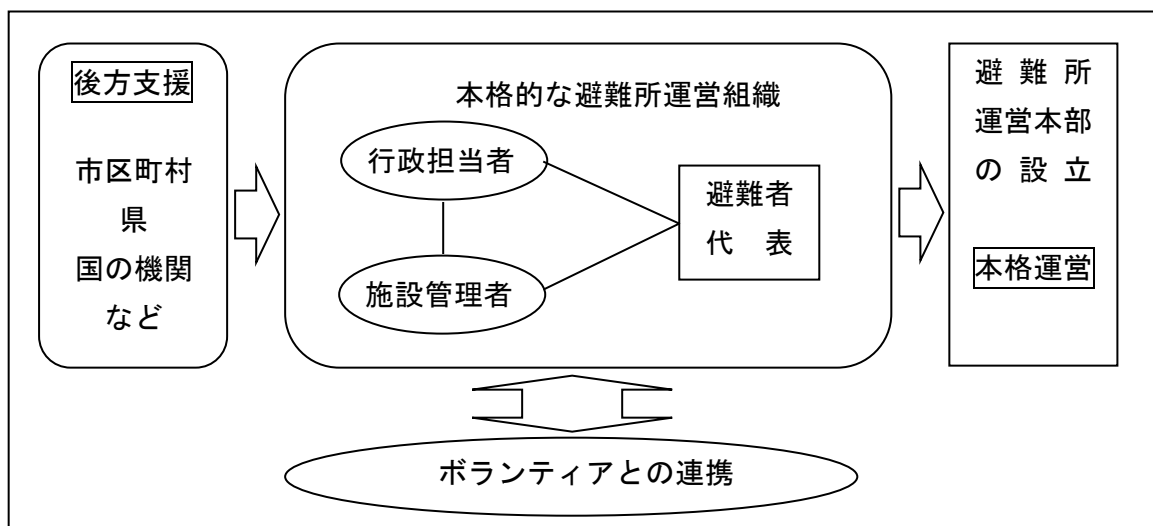 後方支援
市区町村
県
国の機関
など
本格的な避難所運営組織
行政担当者
施設管理者
避難者
代　表
避 難 所
運営本部
の 設 立
本格運営
ボランティアとの連携